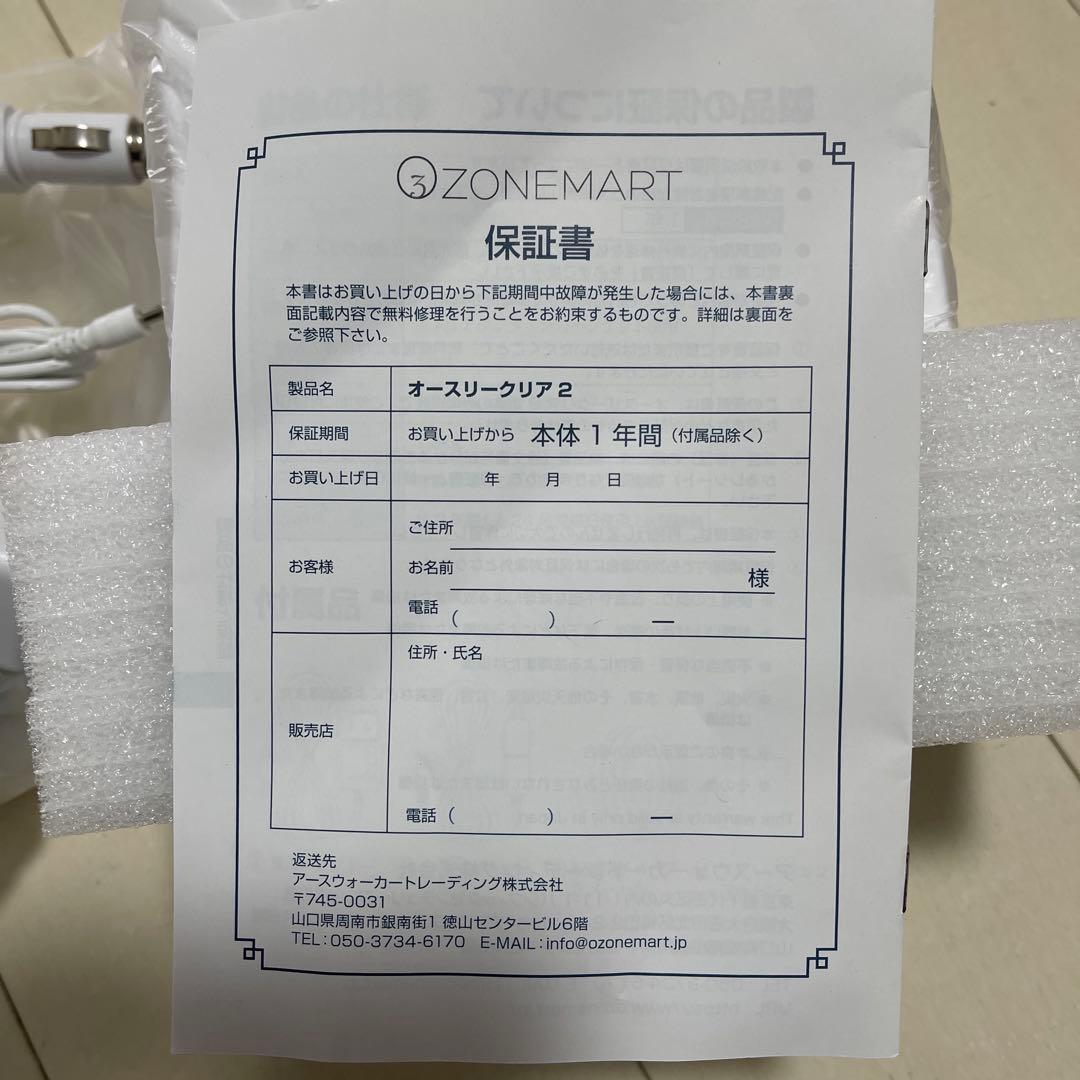 O3ZONEMART
保証書
本書はお買い上げの日から下記期間中故障が発生した場合には、本書裏
面記載内容で無料修理を行うことをお約束するものです。詳細は裏面を
ご参照下さい。
製品名 オースリークリア2
保証期間 お買い上げから 本体1年間（付属品除く）
お買い上げ日 年 月 日
お客様 ご住所
お名前 様
電話 （ ） ―
販売店 住所・氏名
電話 （ ） ―
返送先
アースウォーカートレーディング株式会社
〒745-0031
山口県周南市銀南街1 徳山センタービル6階
TEL：050-3734-6170 E-MAIL：info@ozonemart.jp